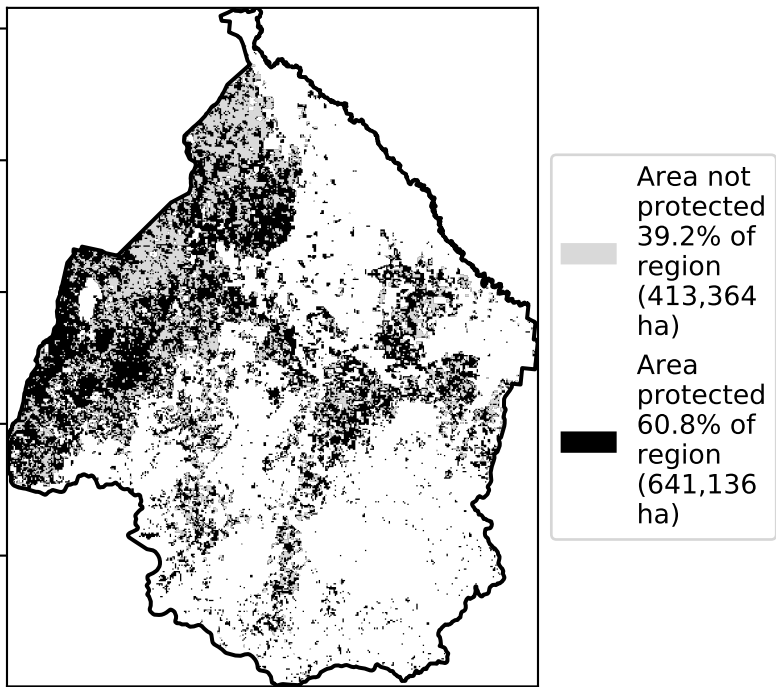 Area not
protected
39.2% of
region
(413,364
ha)
Area
protected
60.8% of
region
(641,136
ha)